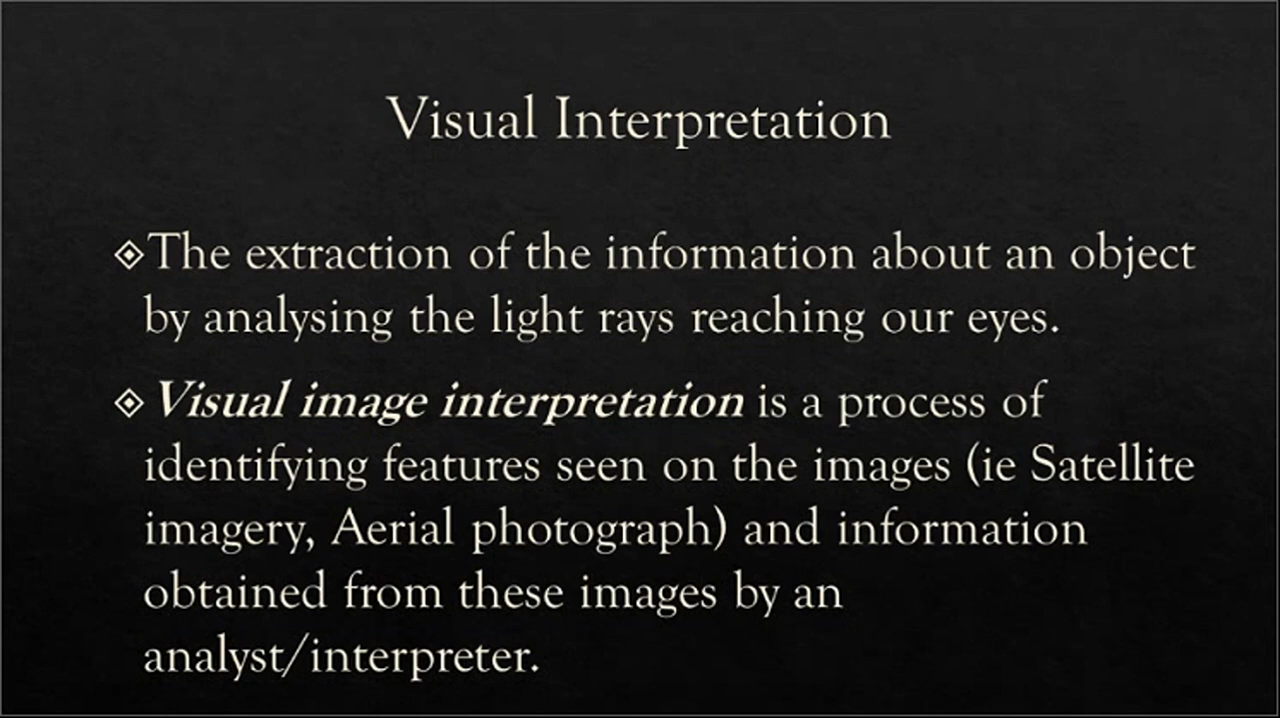 Visual Interpretation
The extraction of the information about an object
by analysing the light rays reaching our eyes.
Visual image interpretation is a process of
identifying features seen on the images (ie Satellite
imagery, Aerial photograph) and information
obtained from these images by an
analyst/interpreter.